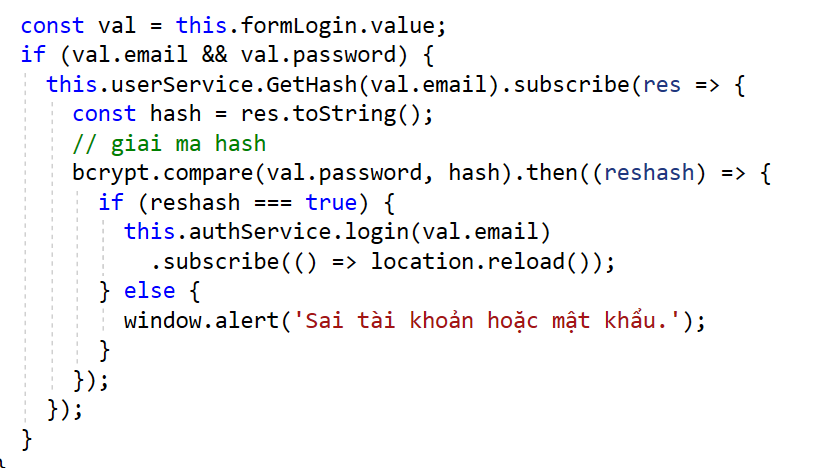 const val = this.formLogin.value;
if (val.email && val.password) {
this.userService.GetHash(val.email).subscribe(res => {
const hash = res.toString();
// giai ma hash
bcrypt.compare(val.password, hash).then((reshash) => {
if (reshash === true) {
this.authService.login(val.email)
.subscribe(() => location.reload());
} else {
window.alert('Sai tài khoản hoặc mật khẩu.');
}
});
});
}
}